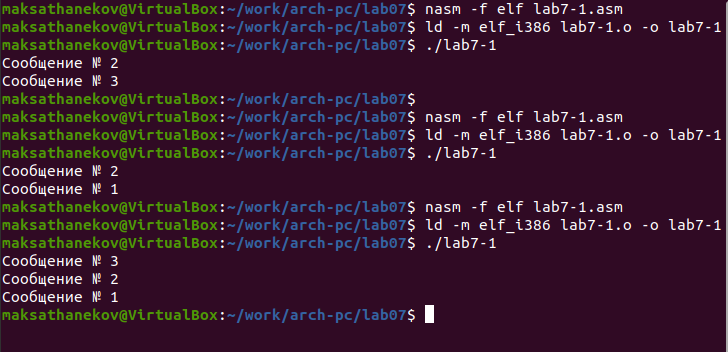 maksathanekov@VirtualBox:~/work/arch-pc/lab07$ nasm -f elf lab7-1.asm
maksathanekov@VirtualBox:~/work/arch-pc/lab07$ ld -m elf_i386 lab7-1.o -o lab7-1
maksathanekov@VirtualBox:~/work/arch-pc/lab07$ ./lab7-1
Сообщение № 2
Сообщение № 3
maksathanekov@VirtualBox:~/work/arch-pc/lab07$
maksathanekov@VirtualBox:~/work/arch-pc/lab07$ nasm -f elf lab7-1.asm
maksathanekov@VirtualBox:~/work/arch-pc/lab07$ ld -m elf_i386 lab7-1.o -o lab7-1
maksathanekov@VirtualBox:~/work/arch-pc/lab07$ ./lab7-1
Сообщение № 2
Сообщение № 1
maksathanekov@VirtualBox:~/work/arch-pc/lab07$ nasm -f elf lab7-1.asm
maksathanekov@VirtualBox:~/work/arch-pc/lab07$ ld -m elf_i386 lab7-1.o -o lab7-1
maksathanekov@VirtualBox:~/work/arch-pc/lab07$ ./lab7-1
Сообщение № 3
Сообщение № 2
Сообщение № 1
maksathanekov@VirtualBox:~/work/arch-pc/lab07$